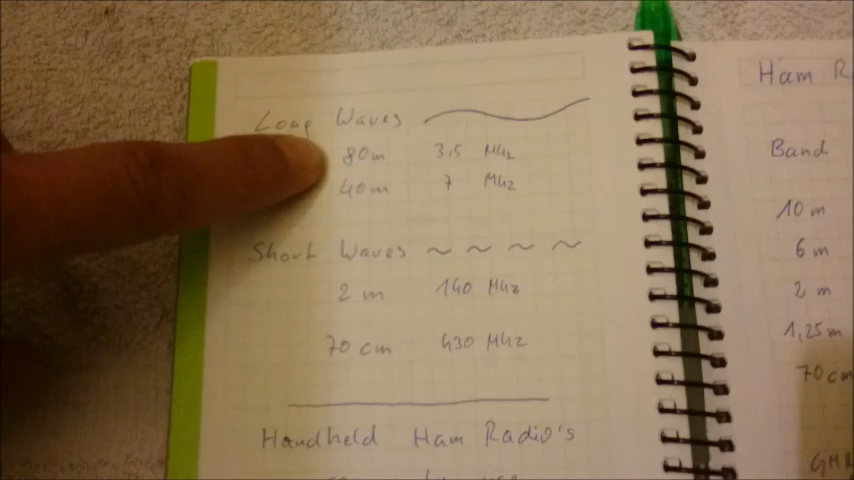 Long Waves
80m 3,5 MHz
40m 7 MHz
Short Waves
2 m 140 MHz
70 cm 430 MHz
Handheld Ham Radio's
Ham R
Band
10 m
6 m
2 m
1,25 m
70 cm
GMR